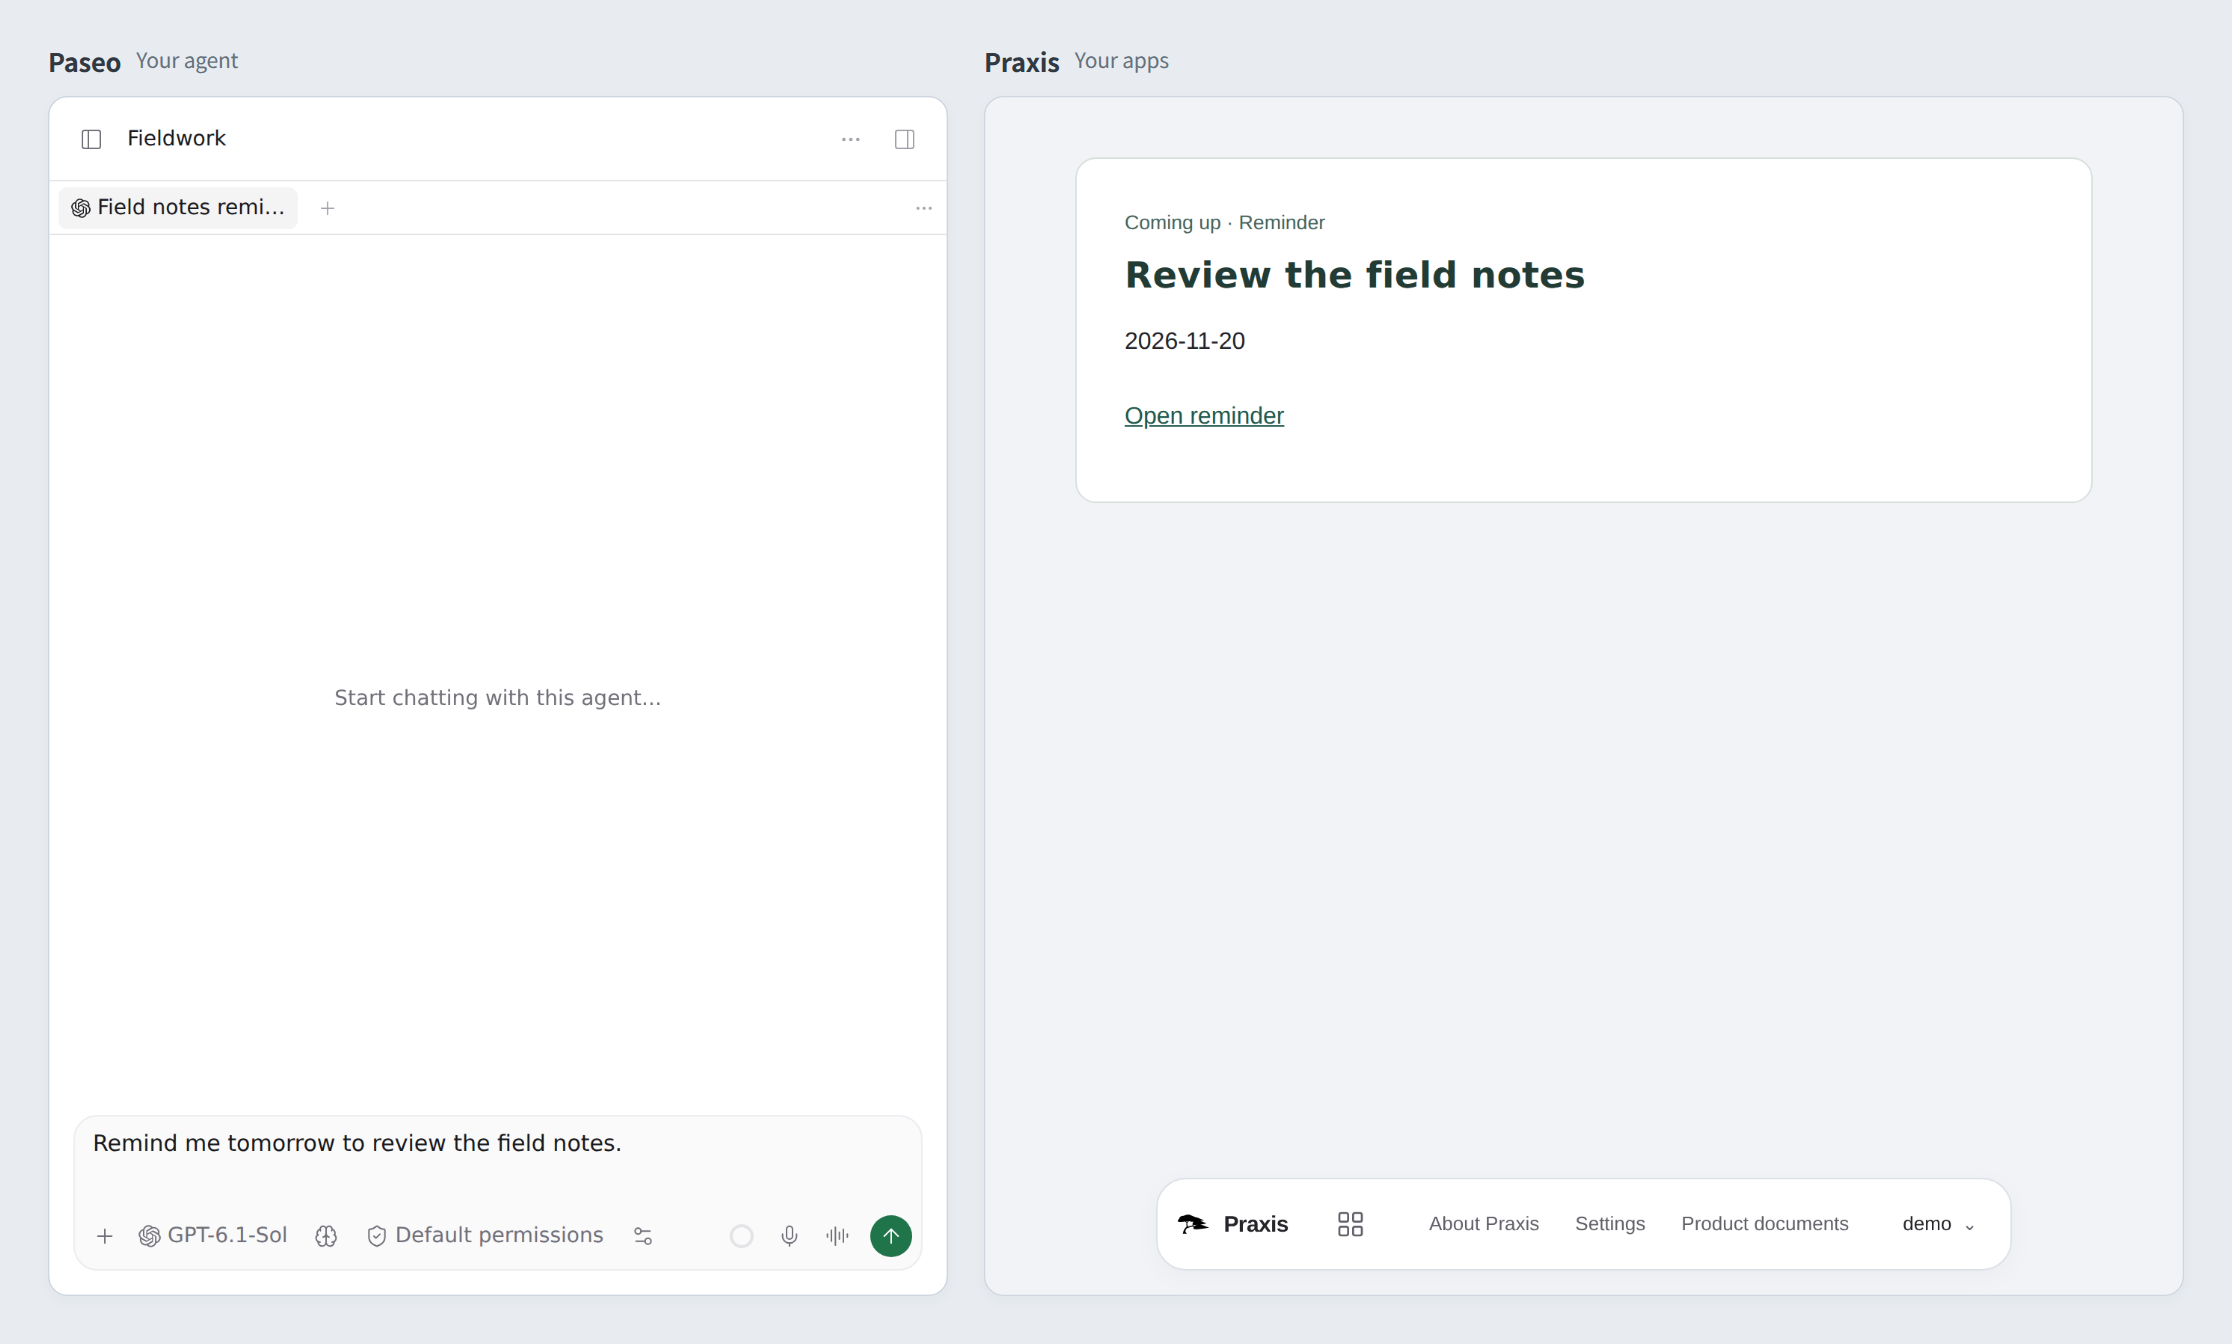 Paseo Your agent
Fieldwork
Field notes remi...
Start chatting with this agent...
Remind me tomorrow to review the field notes.
GPT-6.1-Sol Default permissions
Praxis Your apps
Coming up · Reminder
Review the field notes
2026-11-20
Open reminder
Praxis About Praxis Settings Product documents demo